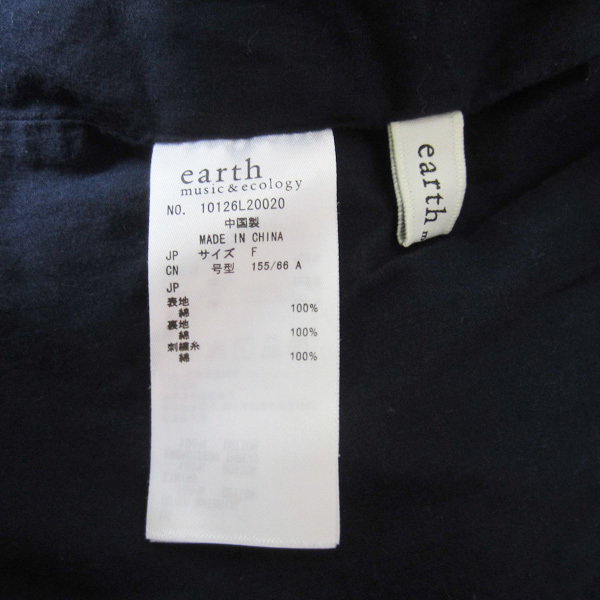 earth
music&ecology
NO. 10126L20020
中国製
MADE IN CHINA
JP サイズ F
CN 号型 155/66 A
JP
表地
綿 100%
裏地
綿 100%
刺繍糸
綿 100%
earth